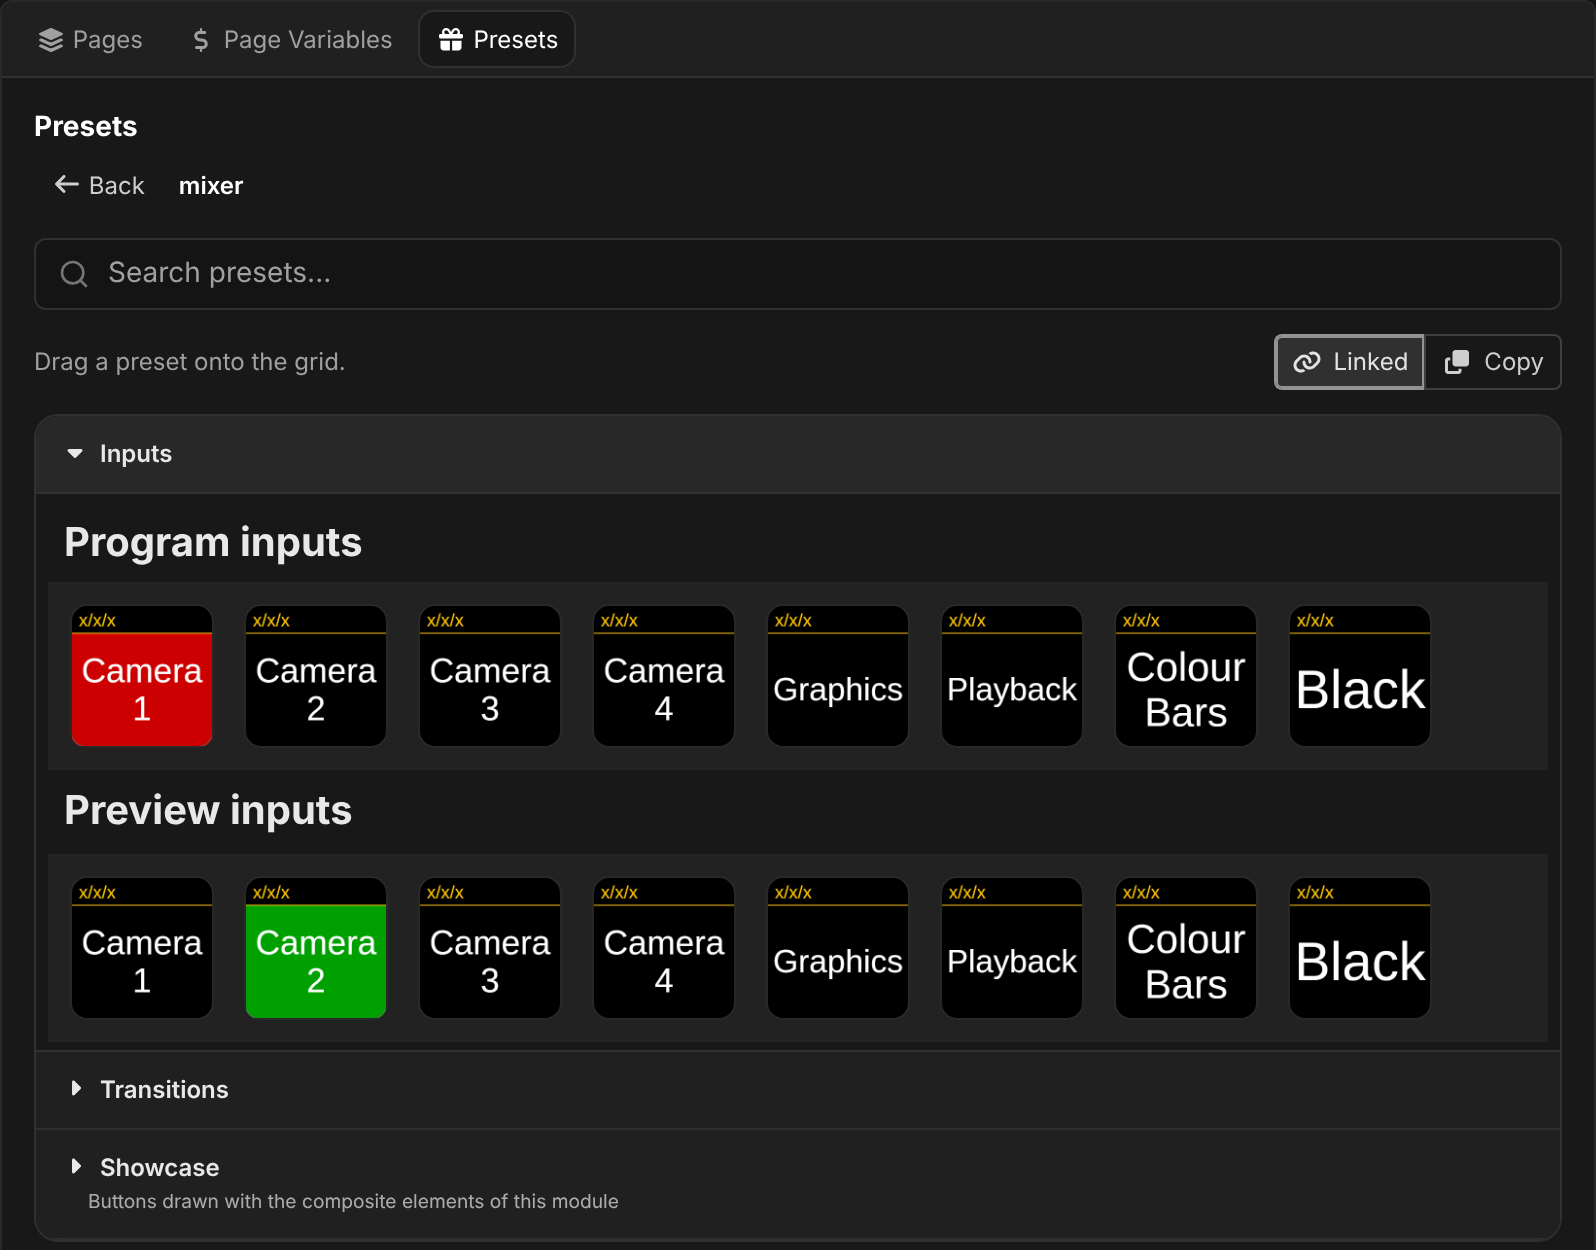 Pages
Page Variables
Presets
Presets
Back
mixer
Search presets...
Drag a preset onto the grid.
Linked
Copy
Inputs
Program inputs
x/x/x
Camera
1
x/x/x
Camera
2
x/x/x
Camera
3
x/x/x
Camera
4
x/x/x
Graphics
x/x/x
Playback
x/x/x
Colour
Bars
x/x/x
Black
Preview inputs
x/x/x
Camera
1
x/x/x
Camera
2
x/x/x
Camera
3
x/x/x
Camera
4
x/x/x
Graphics
x/x/x
Playback
x/x/x
Colour
Bars
x/x/x
Black
Transitions
Showcase
Buttons drawn with the composite elements of this module